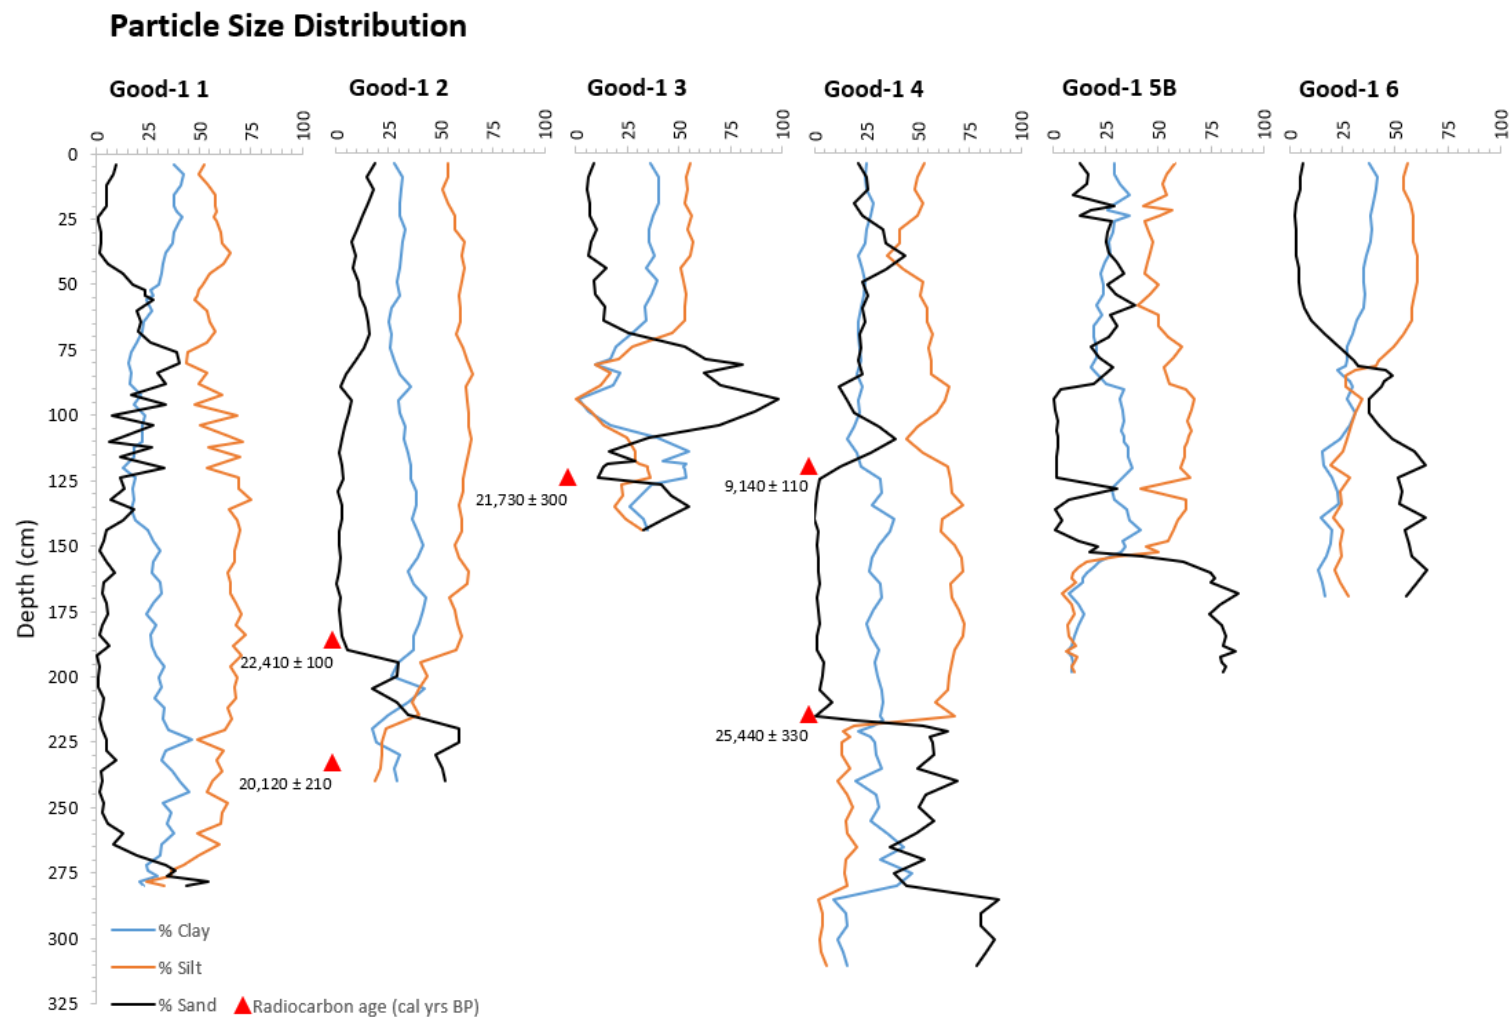 Particle Size Distribution
Good-1 1
Good-1 2
Good-1 3
Good-1 4
Good-1 5B
Good-1 6
0 25 50 75 100
0 25 50 75 100
0 25 50 75 100
0 25 50 75 100
0 25 50 75 100
0 25 50 75 100
0
25
50
75
100
125
150
175
200
225
250
275
300
325
Depth (cm)
22,410 ± 100
20,120 ± 210
21,730 ± 300
9,140 ± 110
25,440 ± 330
% Clay
% Silt
% Sand
Radiocarbon age (cal yrs BP)